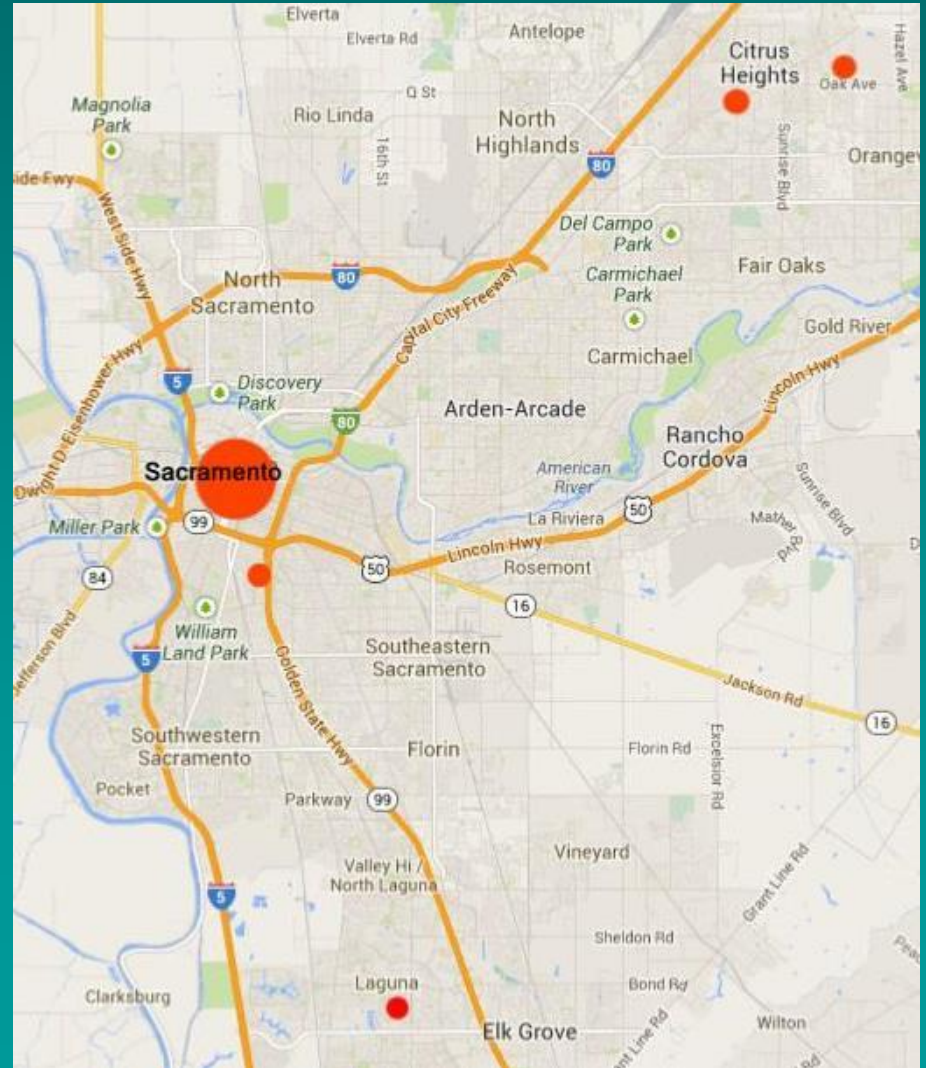 Elverta
Elverta Rd
Antelope
Hazel Ave
Citrus
Heights
Oak Ave
Q St
Magnolia
Park
Rio Linda
North
Highlands
16th St
Sunrise Blvd
80
Orangev
ide Fwy
West Side Hwy
Del Campo
Park
Carmichael
Park
Fair Oaks
North
Sacramento
80
Capital City Freeway
Gold River
Dwight D Eisenhower Hwy
Carmichael
Lincoln Hwy
5
Discovery
Park
80
Arden-Arcade
Rancho
Cordova
Sacramento
American
River
Sunrise Blvd
Miller Park
99
La Riviera
50
Mather Blvd
D
Lincoln Hwy
50
Rosemont
84
16
William
Land Park
Jefferson Blvd
5
Golden State Hwy
Southeastern
Sacramento
Jackson Rd
16
Southwestern
Sacramento
Florin
Florin Rd
Excelsior Rd
Pocket
Parkway
99
Vineyard
Valley Hi /
North Laguna
Grant Line Rd
5
Sheldon Rd
Peac
Laguna
Bond Rd
Clarksburg
Elk Grove
Wilton
nt Line Rd
Rd